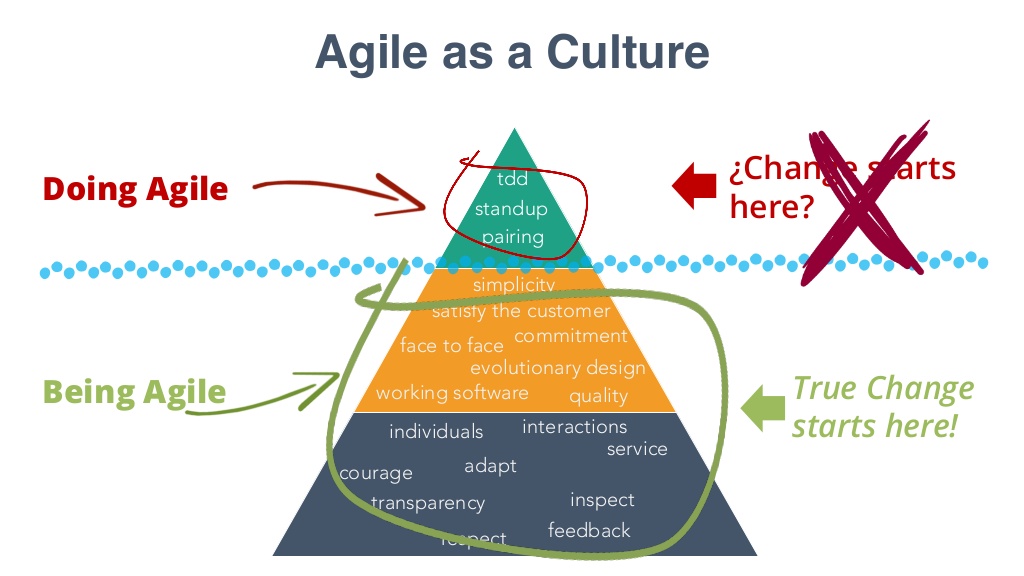 Agile as a Culture
Doing Agile
¿Change starts
here?
tdd
standup
pairing
simplicity
satisfy the customer
commitment
face to face
evolutionary design
working software
quality
Being Agile
True Change
starts here!
individuals
interactions
service
adapt
courage
transparency
inspect
feedback
respect